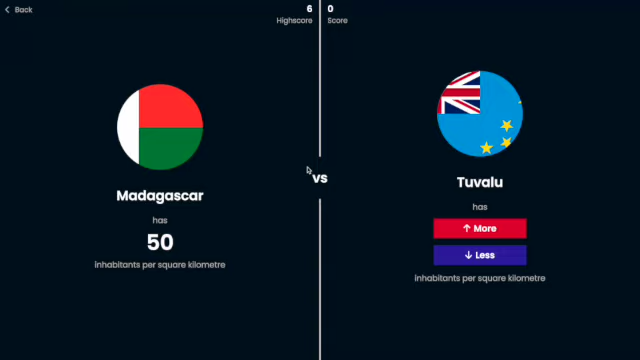 Back
6
Highscore
0
Score
Madagascar
has
50
inhabitants per square kilometre
vs
Tuvalu
has
↑ More
↓ Less
inhabitants per square kilometre